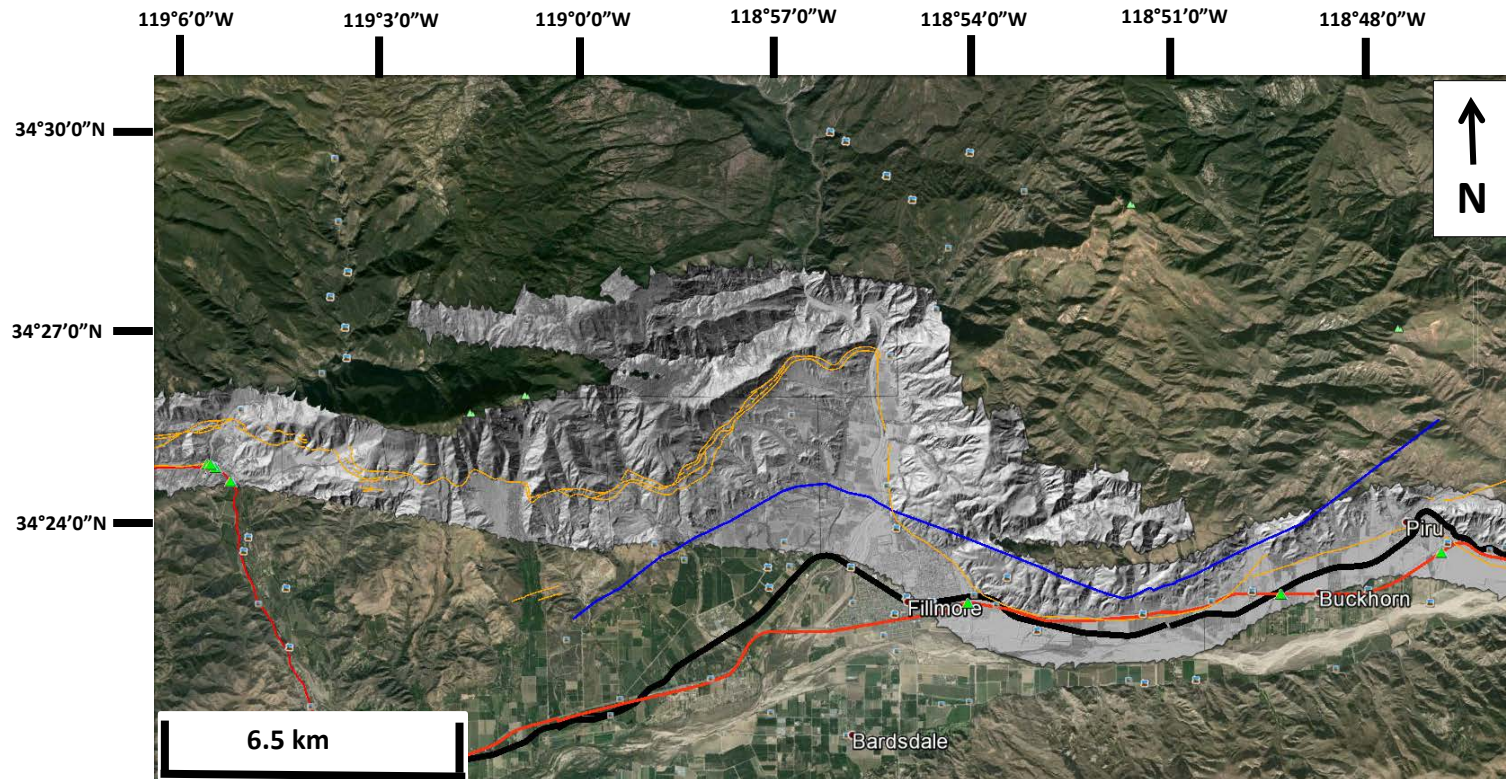 119°6’0”W 119°3’0”W 119°0’0”W 118°57’0”W 118°54’0”W 118°51’0”W 118°48’0”W
34°30’0”N
N
34°27’0”N
34°24’0”N
Piru
Buckhorn
Fillmore
6.5 km
Bardsdale